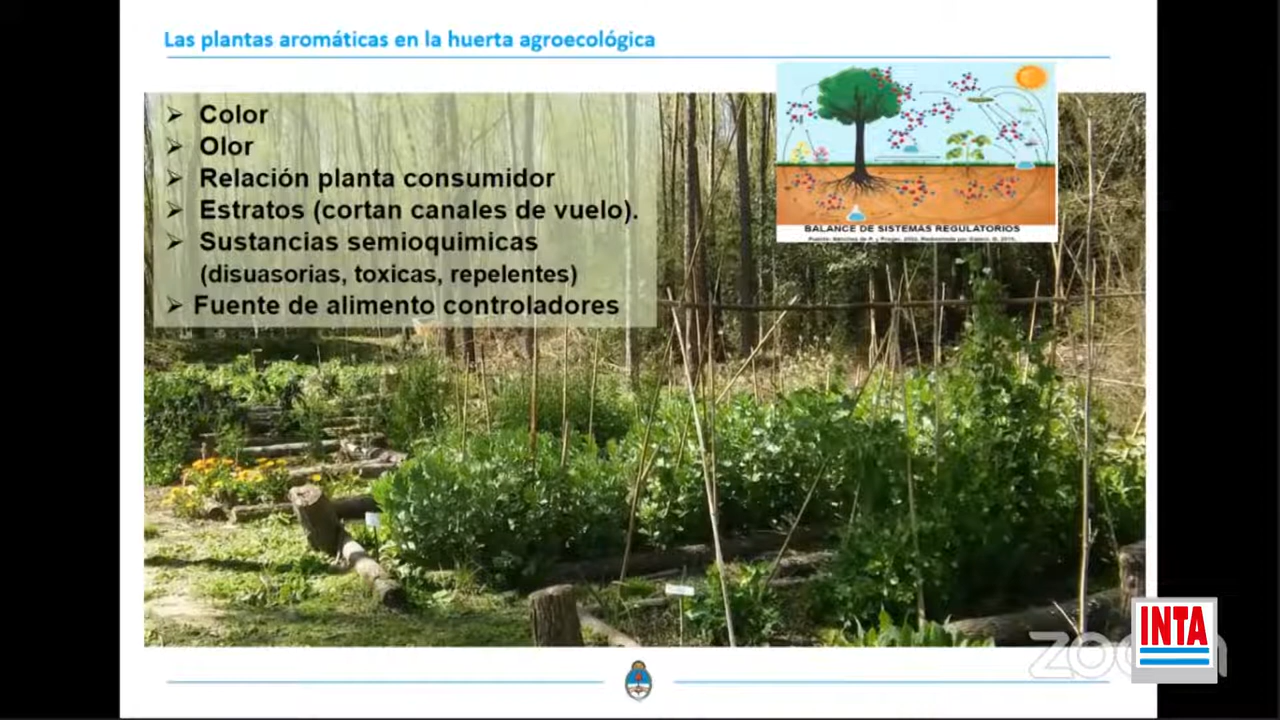 Las plantas aromáticas en la huerta agroecológica
Color
Olor
Relación planta consumidor
Estratos (cortan canales de vuelo).
Sustancias semioquimicas
(disuasorias, toxicas, repelentes)
Fuente de alimento controladores
BALANCE DE SISTEMAS REGULATORIOS
INTA
zoom